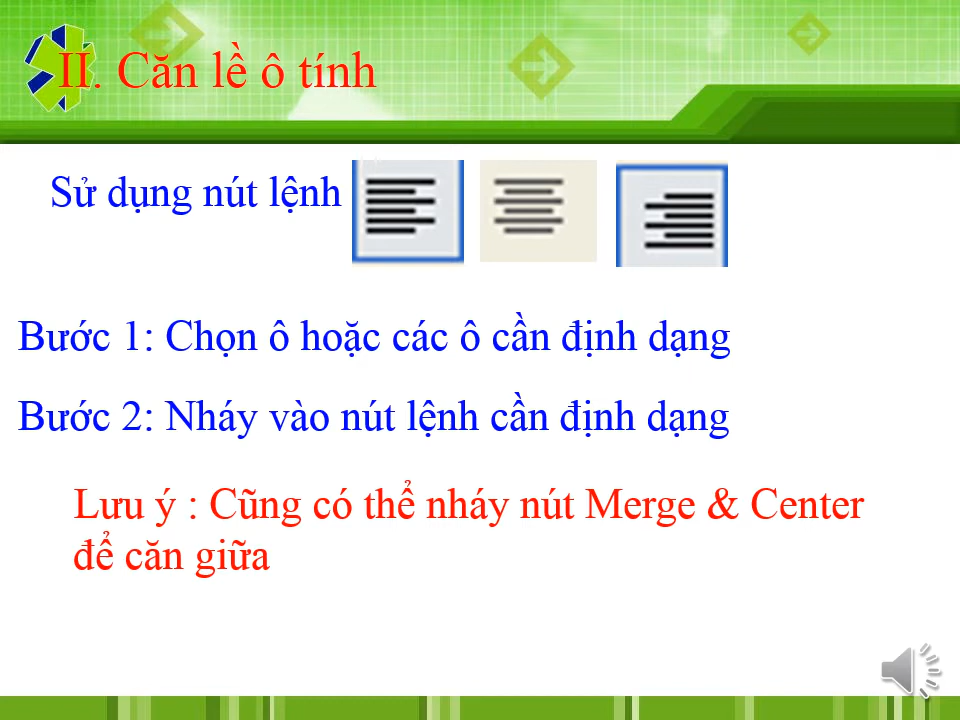 II. Căn lề ô tính
Sử dụng nút lệnh
Bước 1: Chọn ô hoặc các ô cần định dạng
Bước 2: Nháy vào nút lệnh cần định dạng
Lưu ý : Cũng có thể nháy nút Merge & Center
để căn giữa